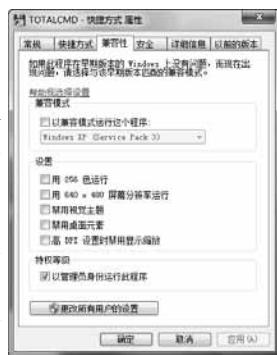 TOTALCMD - 快捷方式 属性
常规 快捷方式 兼容性 安全 详细信息 以前的版本
如果此程序在早期版本的 Windows 上没有问题，而现在出
现问题，请选择与该早期版本匹配的兼容模式。
帮助我选择设置
兼容模式
以兼容模式运行这个程序:
Windows XP (Service Pack 3)
设置
用 256 色运行
用 640 x 480 屏幕分辨率运行
禁用视觉主题
禁用桌面元素
高 DPI 设置时禁用显示缩放
特权等级
以管理员身份运行此程序
更改所有用户的设置
确定 取消 应用(A)